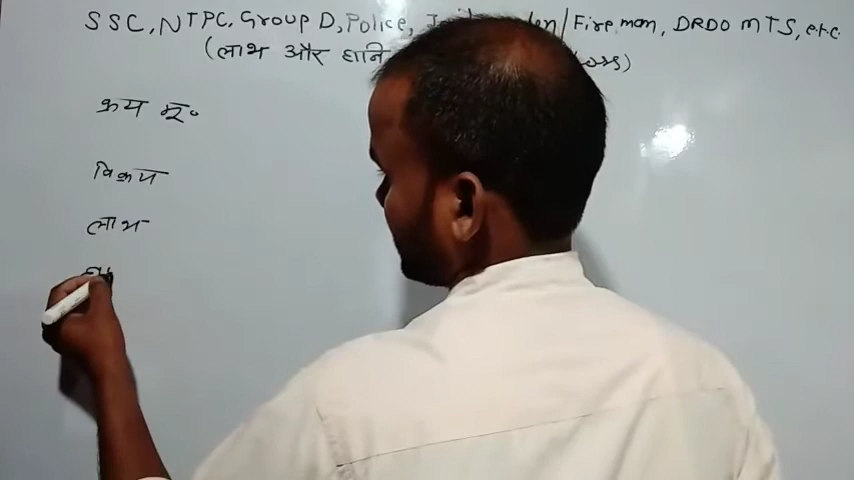 SSC, NTPC, Group D, Police, / Fire man, DRDO MTS, etc.
(लाभ और हानि
क्रय मू०
विक्रय
लाभ